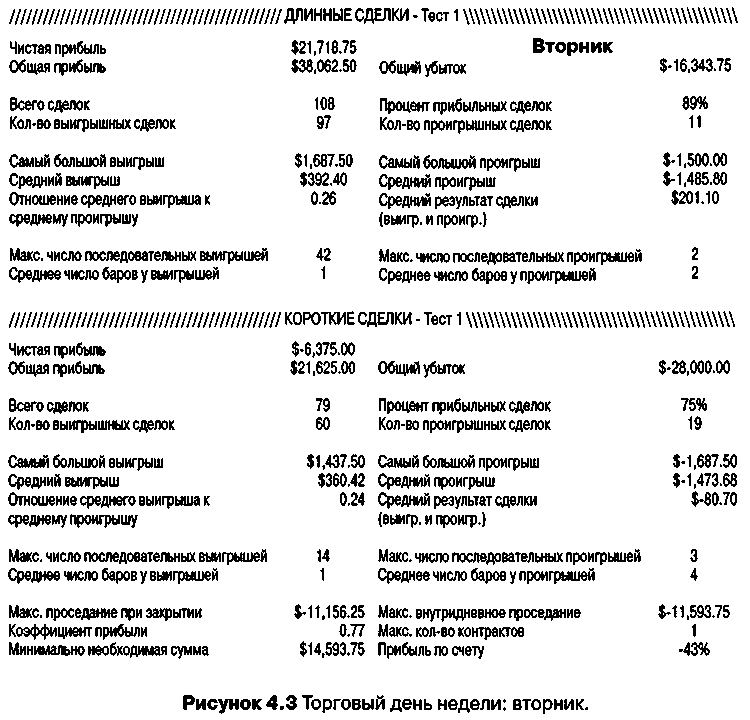 //////////////////////////////////////////// ДЛИННЫЕ СДЕЛКИ - Тест 1 \\\\\\\\\\\\\\\\\\\\\\\\\\\\\\\\\\\\\\\\\\\\
Чистая прибыль $21,718.75 Вторник
Общая прибыль $38,062.50 Общий убыток $-16,343.75
Всего сделок 108 Процент прибыльных сделок 89%
Кол-во выигрышных сделок 97 Кол-во проигрышных сделок 11
Самый большой выигрыш $1,687.50 Самый большой проигрыш $-1,500.00
Средний выигрыш $392.40 Средний проигрыш $-1,485.80
Отношение среднего выигрыша к 0.26 Средний результат сделки $201.10
среднему проигрышу (выигр. и проигр.)
Макс. число последовательных выигрышей 42 Макс. число последовательных проигрышей 2
Среднее число баров у выигрышей 1 Среднее число баров у проигрышей 2
//////////////////////////////////////////// КОРОТКИЕ СДЕЛКИ - Тест 1 \\\\\\\\\\\\\\\\\\\\\\\\\\\\\\\\\\\\\\\\\\\\
Чистая прибыль $-6,375.00
Общая прибыль $21,625.00 Общий убыток $-28,000.00
Всего сделок 79 Процент прибыльных сделок 75%
Кол-во выигрышных сделок 60 Кол-во проигрышных сделок 19
Самый большой выигрыш $1,437.50 Самый большой проигрыш $-1,687.50
Средний выигрыш $360.42 Средний проигрыш $-1,473.68
Отношение среднего выигрыша к 0.24 Средний результат сделки $-80.70
среднему проигрышу (выигр. и проигр.)
Макс. число последовательных выигрышей 14 Макс. число последовательных проигрышей 3
Среднее число баров у выигрышей 1 Среднее число баров у проигрышей 4
Макс. проседание при закрытии $-11,156.25 Макс. внутридневное проседание $-11,593.75
Коэффициент прибыли 0.77 Макс. кол-во контрактов 1
Минимально необходимая сумма $14,593.75 Прибыль по счету -43%
Рисунок 4.3 Торговый день недели: вторник.